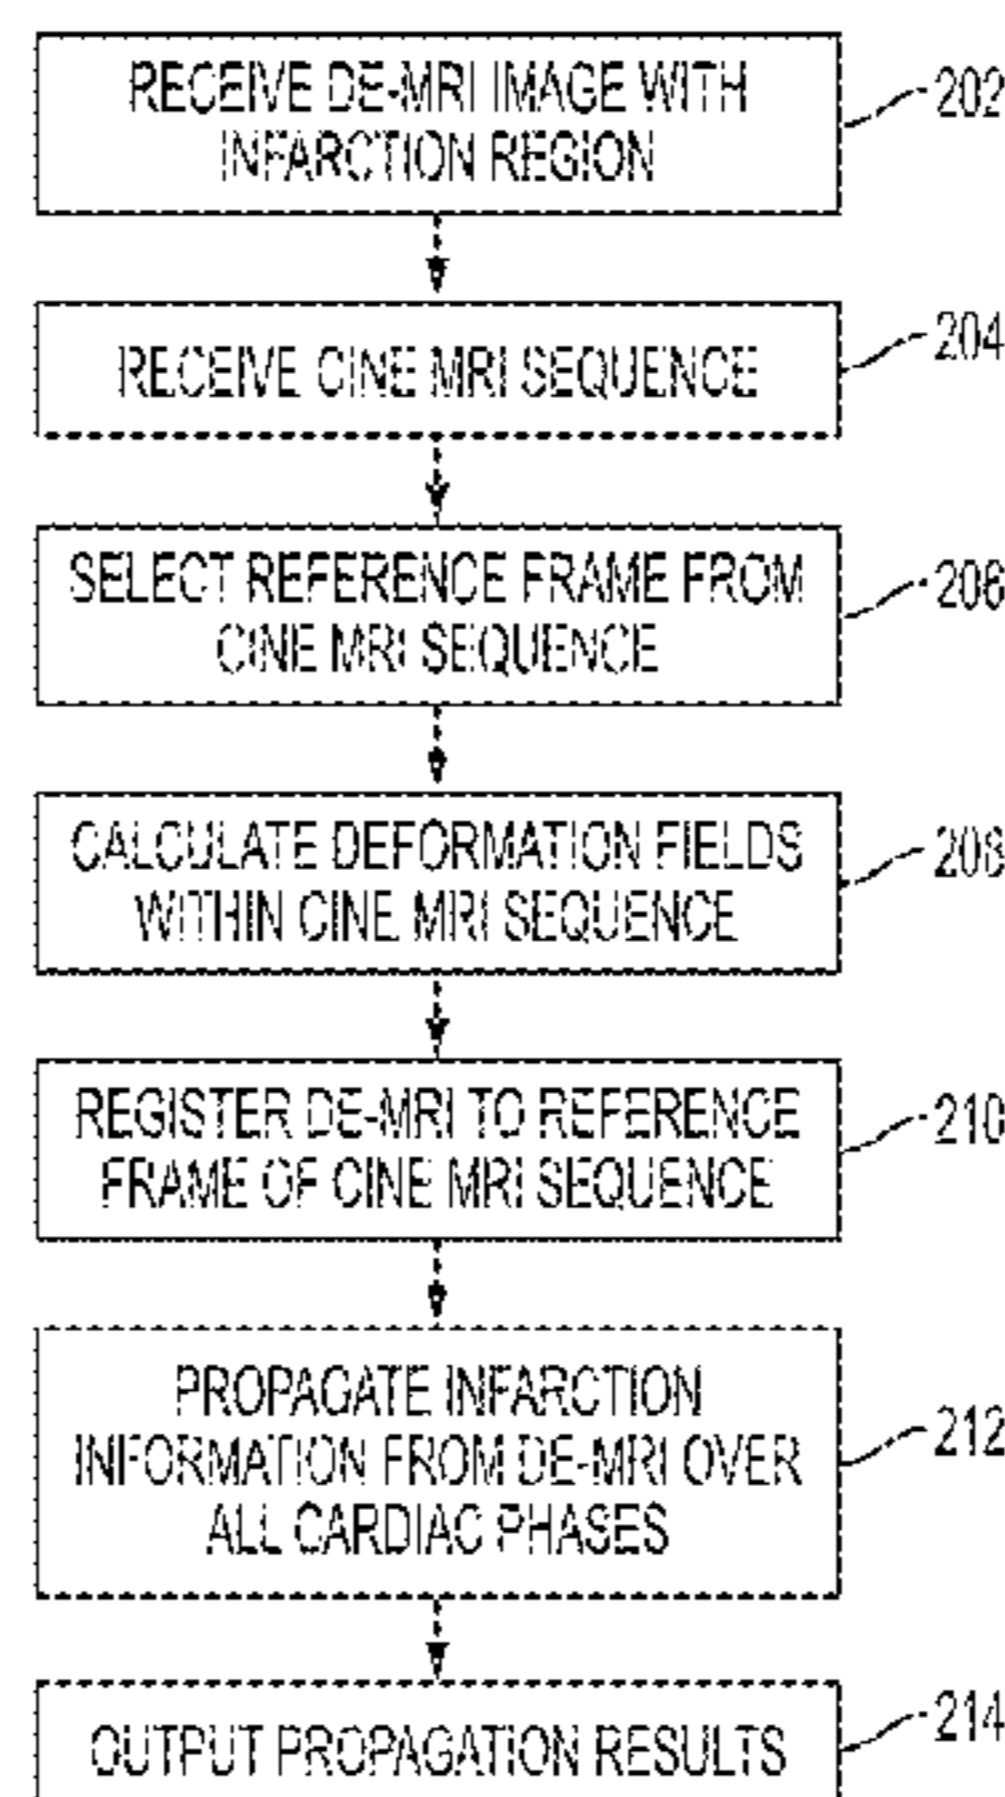 RECEIVE DE-MRI IMAGE WITH
INFARCTION REGION
202
RECEIVE CINE MRI SEQUENCE
204
SELECT REFERENCE FRAME FROM
CINE MRI SEQUENCE
206
CALCULATE DEFORMATION FIELDS
WITHIN CINE MRI SEQUENCE
208
REGISTER DE-MRI TO REFERENCE
FRAME OF CINE MRI SEQUENCE
210
PROPAGATE INFARCTION
INFORMATION FROM DE-MRI OVER
ALL CARDIAC PHASES
212
OUTPUT PROPAGATION RESULTS
214